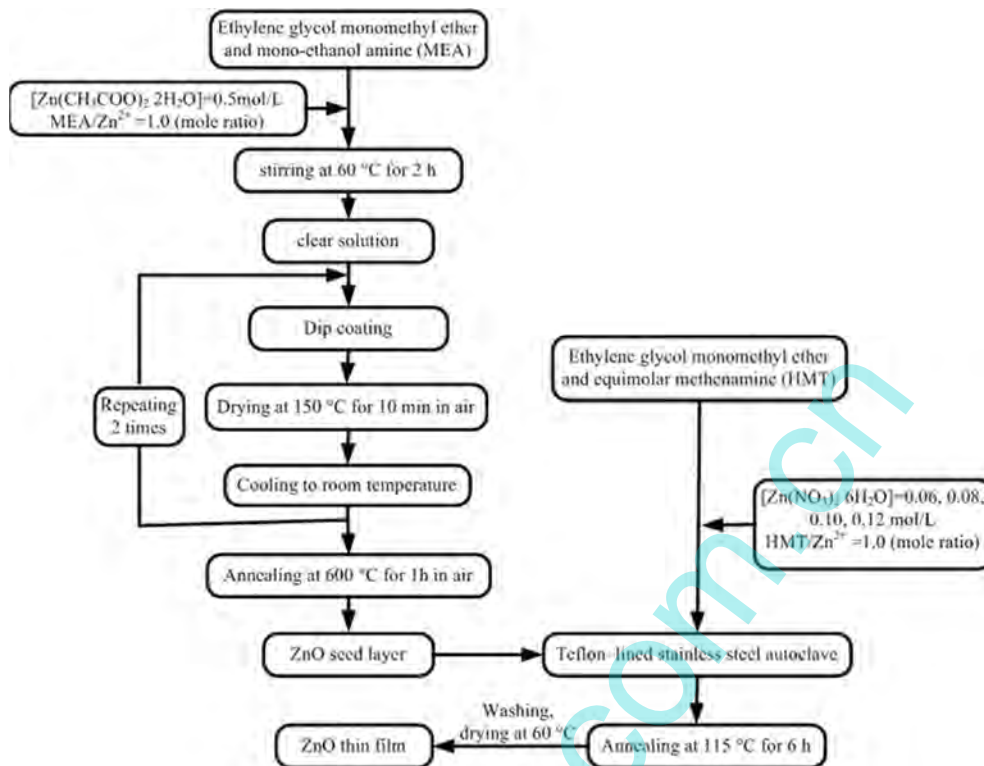 Ethylene glycol monomethyl ether
and mono-ethanol amine (MEA)
[Zn(CH₃COO)₂ 2H₂O]=0.5mol/L
MEA/Zn²⁺ =1.0 (mole ratio)
stirring at 60 °C for 2 h
clear solution
Dip coating
Drying at 150 °C for 10 min in air
Repeating
2 times
Cooling to room temperature
Anncaling at 600 °C for 1h in air
ZnO seed layer
Ethylene glycol monomethyl ether
and equimolar methenamine (HMT)
[Zn(NO₃)₂ 6H₂O]=0.06, 0.08,
0.10, 0.12 mol/L
HMT/Zn²⁺ =1.0 (mole ratio)
Teflon-lined stainless steel autoclave
Annealing at 115 °C for 6 h
Washing,
drying at 60 °C
ZnO thin film
com.cn